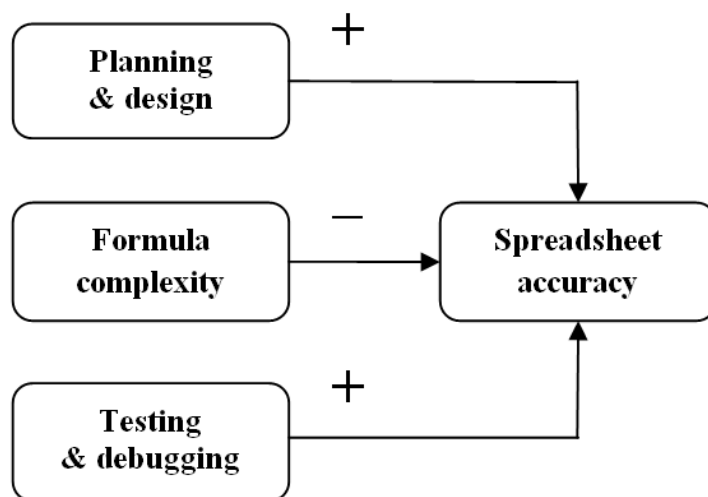 +
Planning
& design
−
Formula
complexity
Spreadsheet
accuracy
+
Testing
& debugging